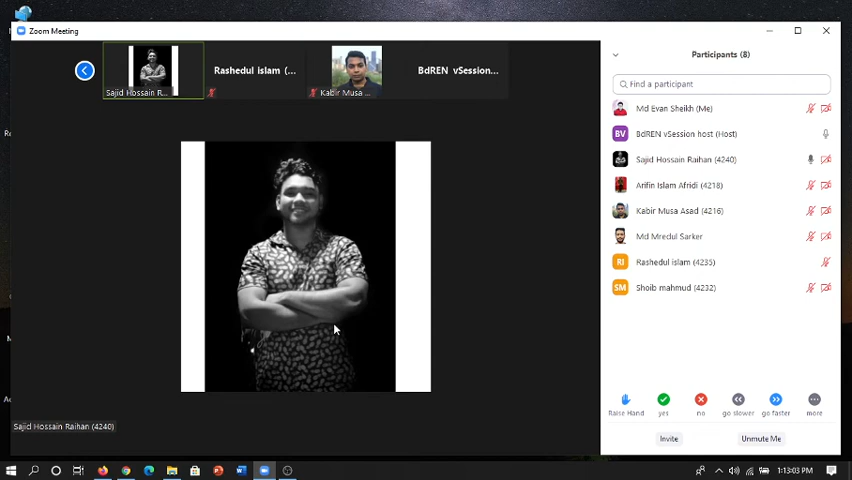 Zoom Meeting
Sajid Hossain R...
Rashedul islam (...
Kabir Musa ...
BdREN vSession...
Sajid Hossain Raihan (4240)
Participants (8)
Find a participant
Md Evan Sheikh (Me)
BV BdREN vSession host (Host)
Sajid Hossain Raihan (4240)
Arifin Islam Afridi (4218)
Kabir Musa Asad (4216)
Md Mredul Sarker
RI Rashedul islam (4235)
SM Shoib mahmud (4232)
Raise Hand yes no go slower go faster more
Invite Unmute Me
1:13:03 PM